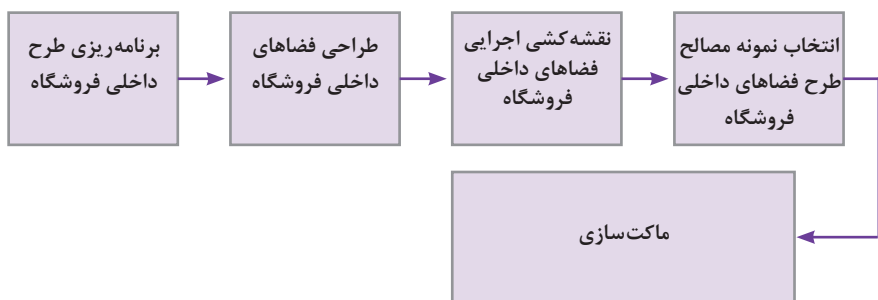 برنامه‌ریزی طرح
داخلی فروشگاه
طراحی فضاهای
داخلی فروشگاه
نقشه‌کشی اجرایی
فضاهای داخلی
فروشگاه
انتخاب نمونه مصالح
طرح فضاهای داخلی
فروشگاه
ماکت‌سازی